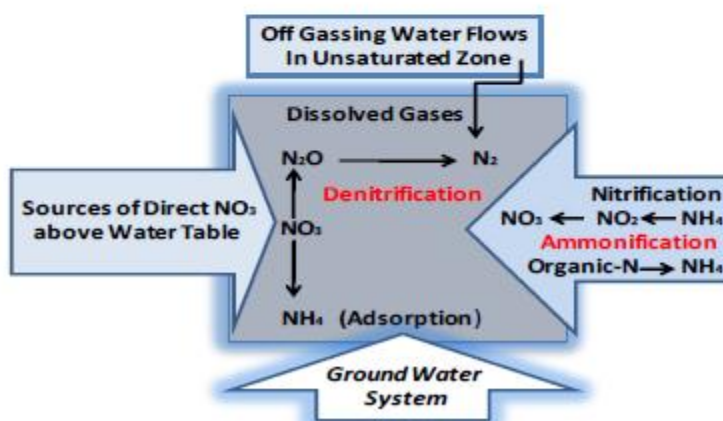 Off Gassing Water Flows
In Unsaturated Zone
Dissolved Gases
N₂O → N₂
Denitrification
Sources of Direct NO₃
above Water Table
NO₃
NH₄ (Adsorption)
Nitrification
NO₃ ← NO₂ ← NH₄
Ammonification
Organic-N → NH₄
Ground Water
System